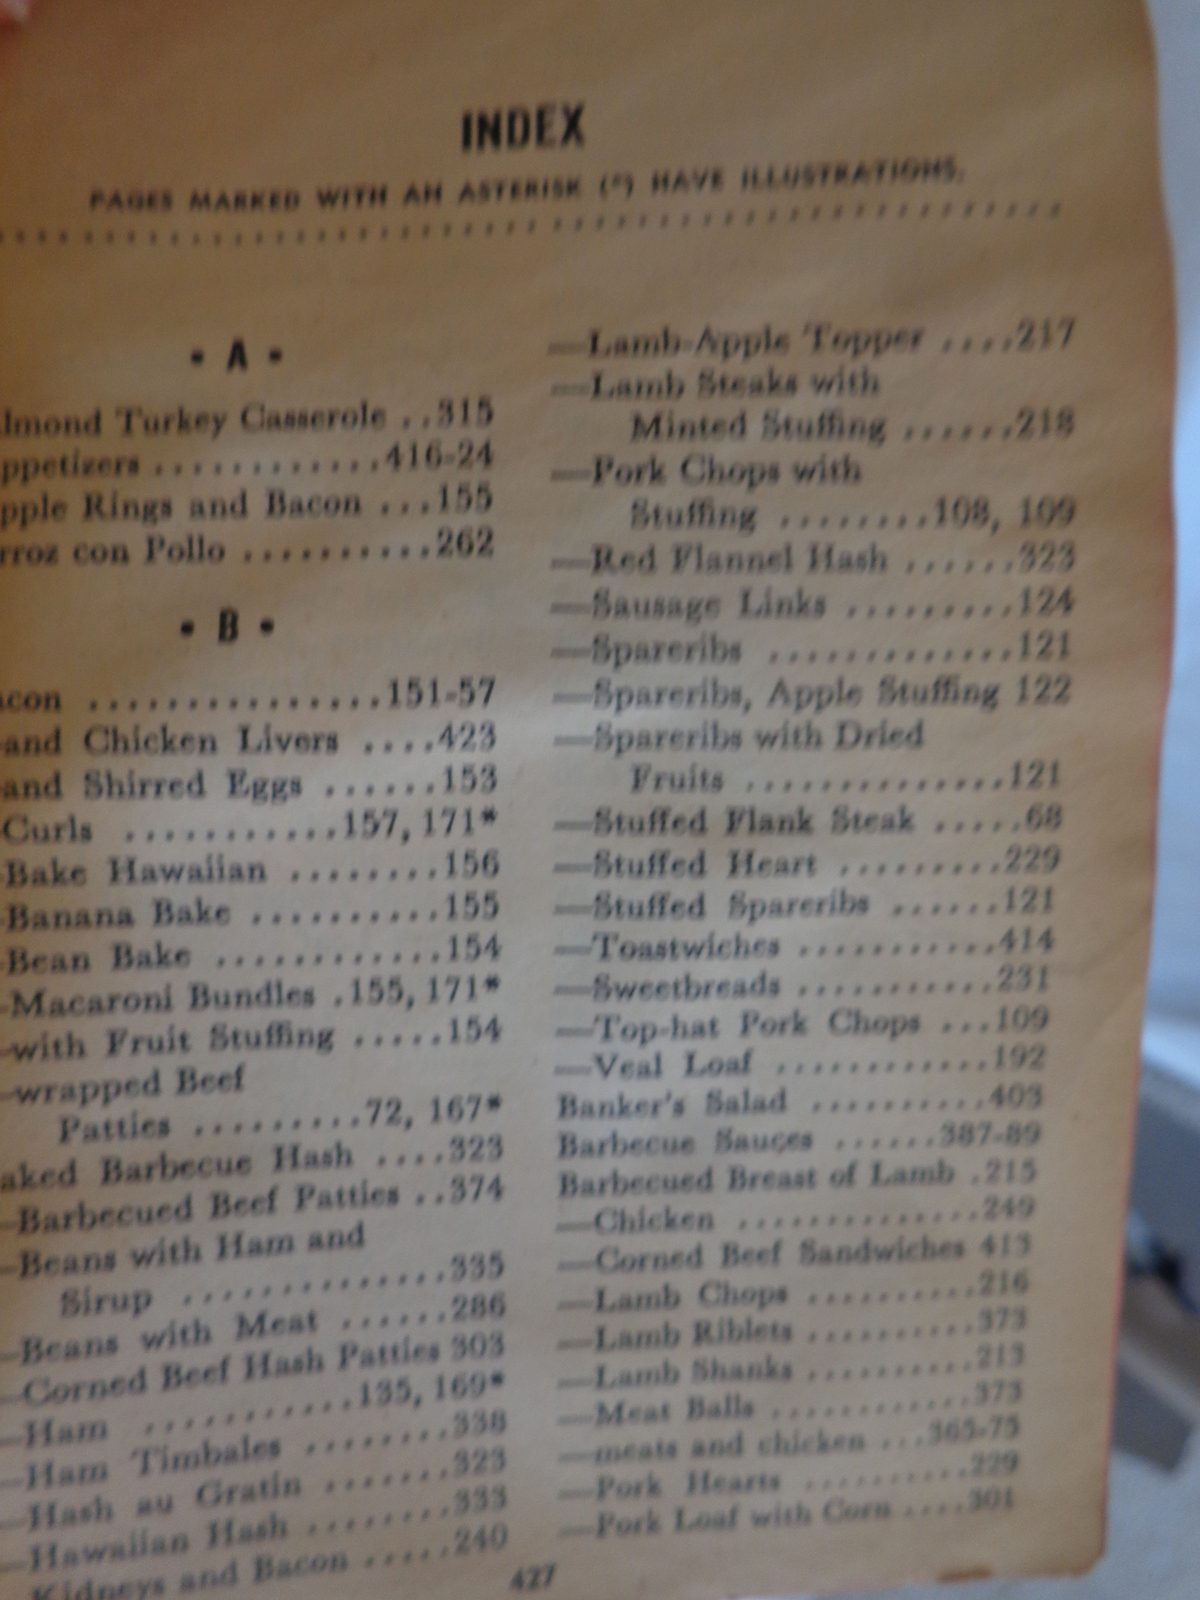 INDEX
PAGES MARKED WITH AN ASTERISK (*) HAVE ILLUSTRATIONS.
• A •
lmond Turkey Casserole ..315
ppetizers ............416-24
pple Rings and Bacon ...155
rroz con Pollo ..........262
• B •
acon ...............151-57
and Chicken Livers ....423
and Shirred Eggs ......153
Curls ...........157, 171*
-Bake Hawaiian ........156
-Banana Bake ..........155
-Bean Bake ............154
-Macaroni Bundles .155, 171*
—with Fruit Stuffing .....154
—wrapped Beef
Patties .........72, 167*
aked Barbecue Hash ....323
—Barbecued Beef Patties ..374
—Beans with Ham and
Sirup .............335
—Beans with Meat ......286
—Corned Beef Hash Patties 303
—Ham ...........135, 169*
—Ham Timbales ........338
—Hash au Gratin .......323
—Hawaiian Hash ........333
Kidneys and Bacon .....240
—Lamb-Apple Topper ....217
—Lamb Steaks with
Minted Stuffing ......218
—Pork Chops with
Stuffing ........108, 109
—Red Flannel Hash ......323
—Sausage Links .........124
—Spareribs .............121
—Spareribs, Apple Stuffing 122
—Spareribs with Dried
Fruits ..............121
—Stuffed Flank Steak .....68
—Stuffed Heart .........229
—Stuffed Spareribs ......121
—Toastwiches ...........414
—Sweetbreads ...........231
—Top-hat Pork Chops ...109
—Veal Loaf ............192
Banker's Salad ..........403
Barbecue Sauces ......387-89
Barbecued Breast of Lamb .215
—Chicken ..............249
—Corned Beef Sandwiches 413
—Lamb Chops ..........216
—Lamb Riblets ..........373
—Lamb Shanks ..........213
—Meat Balls ............373
—meats and chicken ...365-75
—Pork Hearts ..........229
—Pork Loaf with Corn ....301
427